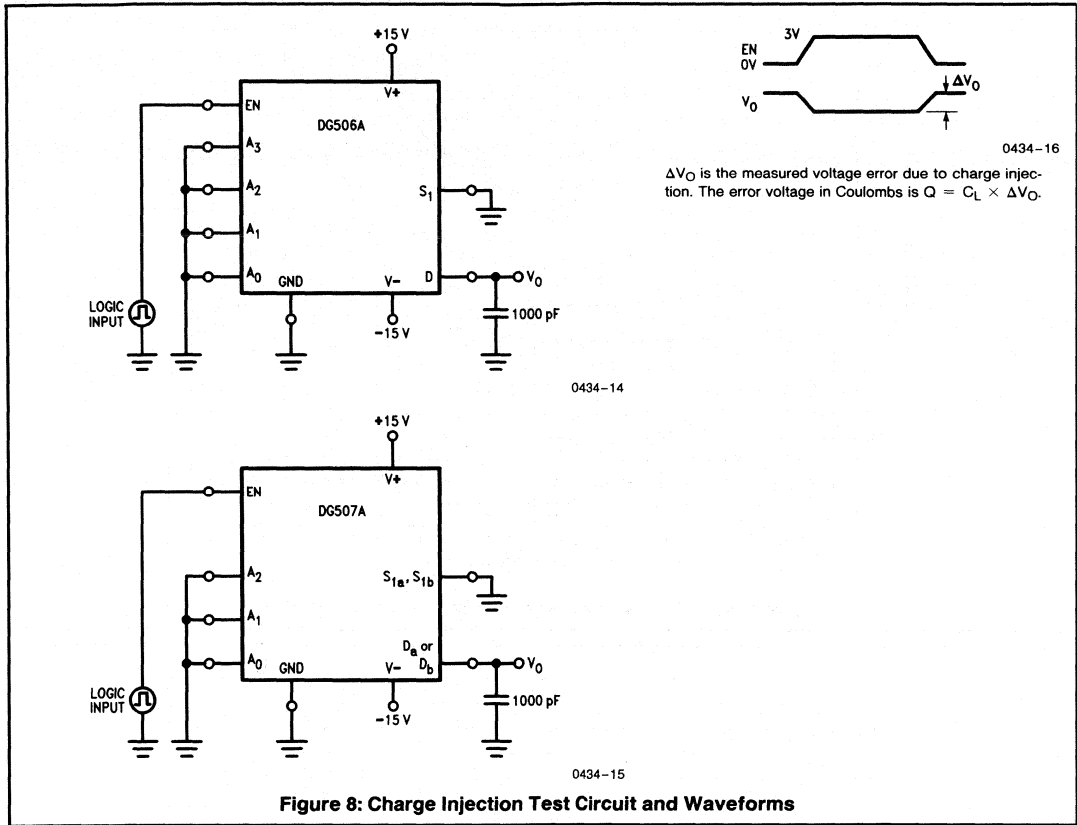 +15 V
V+
EN
DG506A
A3
A2
S1
A1
A0
GND
V-
D
VO
LOGIC
INPUT
1000 pF
-15 V
0434-14
3V
EN
0V
ΔVO
VO
0434-16
ΔVO is the measured voltage error due to charge injec-
tion. The error voltage in Coulombs is Q = CL × ΔVO.
+15 V
V+
EN
DG507A
A2
S1a, S1b
A1
Da or
A0
GND
V-
Db
VO
LOGIC
INPUT
1000 pF
-15 V
0434-15
Figure 8: Charge Injection Test Circuit and Waveforms